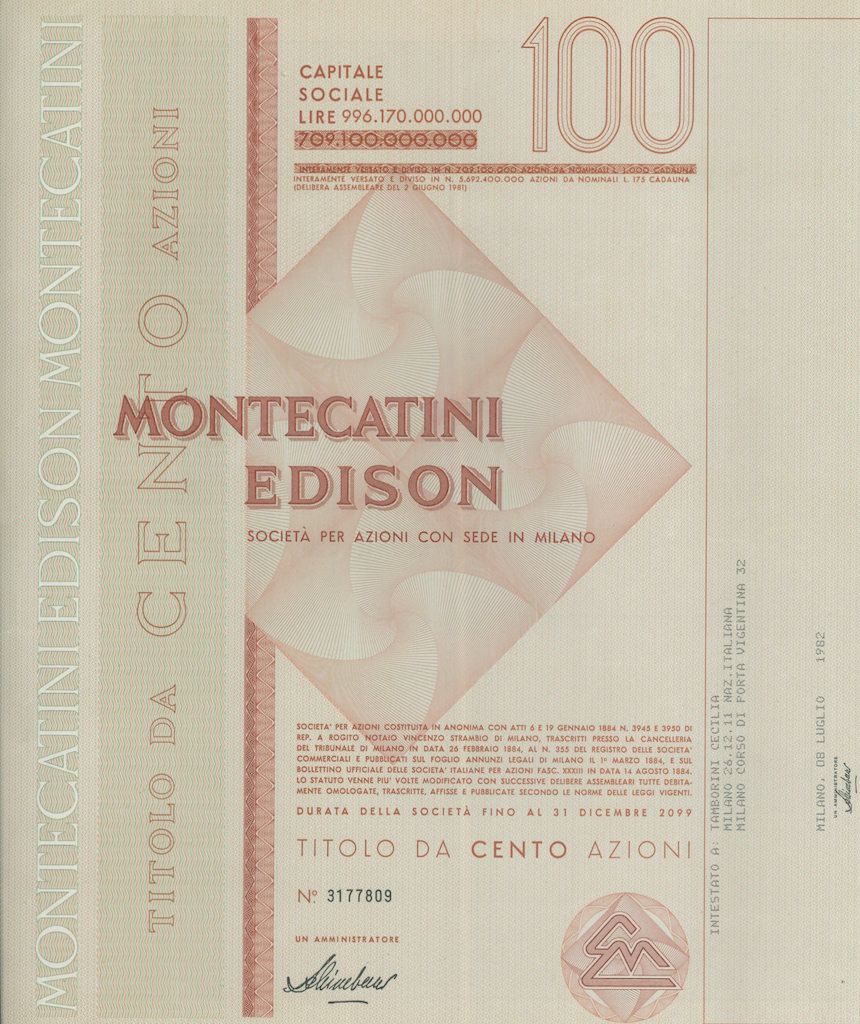 MONTECATINI EDISON MONTECATINI
TITOLO DA CENTO AZIONI
100
CAPITALE
SOCIALE
LIRE 996.170.000.000
709.100.000.000
INTERAMENTE VERSATO E DIVISO IN N. 709.100.000 AZIONI DA NOMINALI L. 1.000 CADAUNA
INTERAMENTE VERSATO E DIVISO IN N. 5.692.400.000 AZIONI DA NOMINALI L. 175 CADAUNA
(DELIBERA ASSEMBLEARE DEL 2 GIUGNO 1981)
MONTECATINI
EDISON
SOCIETÀ PER AZIONI CON SEDE IN MILANO
SOCIETA' PER AZIONI COSTITUITA IN ANONIMA CON ATTI 6 E 19 GENNAIO 1884 N. 3945 E 3950 DI
REP. A ROGITO NOTAIO VINCENZO STRAMBIO DI MILANO, TRASCRITTI PRESSO LA CANCELLERIA
DEL TRIBUNALE DI MILANO IN DATA 26 FEBBRAIO 1884, AL N. 355 DEL REGISTRO DELLE SOCIETA'
COMMERCIALI E PUBBLICATI SUL FOGLIO ANNUNZI LEGALI DI MILANO IL 1º MARZO 1884, E SUL
BOLLETTINO UFFICIALE DELLE SOCIETA' ITALIANE PER AZIONI FASC. XXXIII IN DATA 14 AGOSTO 1884.
LO STATUTO VENNE PIU' VOLTE MODIFICATO CON SUCCESSIVE DELIBERE ASSEMBLEARI TUTTE DEBITA-
MENTE OMOLOGATE, TRASCRITTE, AFFISSE E PUBBLICATE SECONDO LE NORME DELLE LEGGI VIGENTI.
DURATA DELLA SOCIETÀ FINO AL 31 DICEMBRE 2099
TITOLO DA CENTO AZIONI
Nº 3177809
UN AMMINISTRATORE
INTESTATO A: TAMBORINI CECILIA
MILANO 26.12.11 NAZ.ITALIANA
MILANO CORSO DI PORTA VIGENTINA 32
MILANO, 08 LUGLIO 1982
UN AMMINISTRATORE